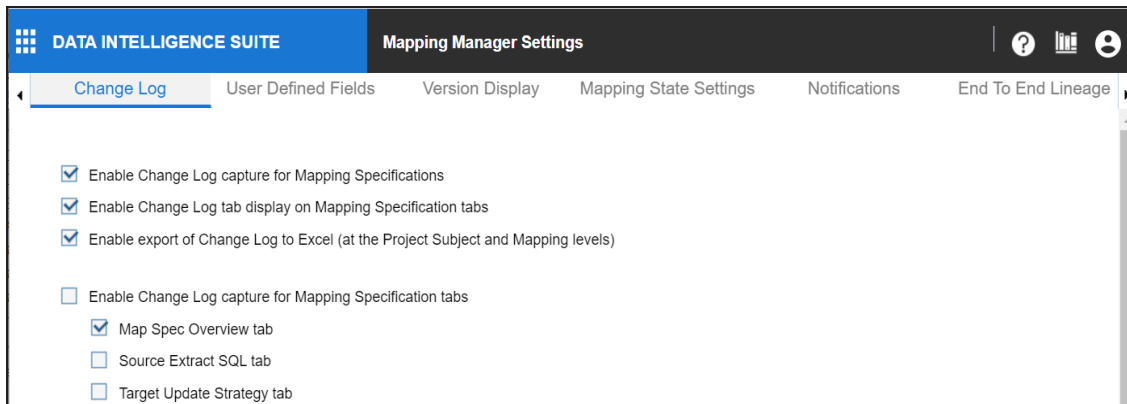 DATA INTELLIGENCE SUITE Mapping Manager Settings
Change Log User Defined Fields Version Display Mapping State Settings Notifications End To End Lineage
Enable Change Log capture for Mapping Specifications
Enable Change Log tab display on Mapping Specification tabs
Enable export of Change Log to Excel (at the Project Subject and Mapping levels)
Enable Change Log capture for Mapping Specification tabs
Map Spec Overview tab
Source Extract SQL tab
Target Update Strategy tab